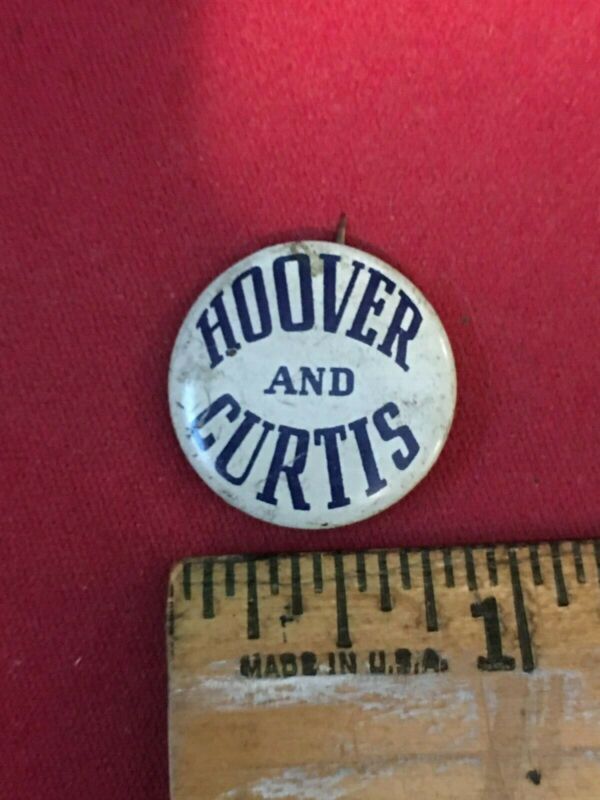 HOOVER
AND
CURTIS
1
MADE IN U.S.A.